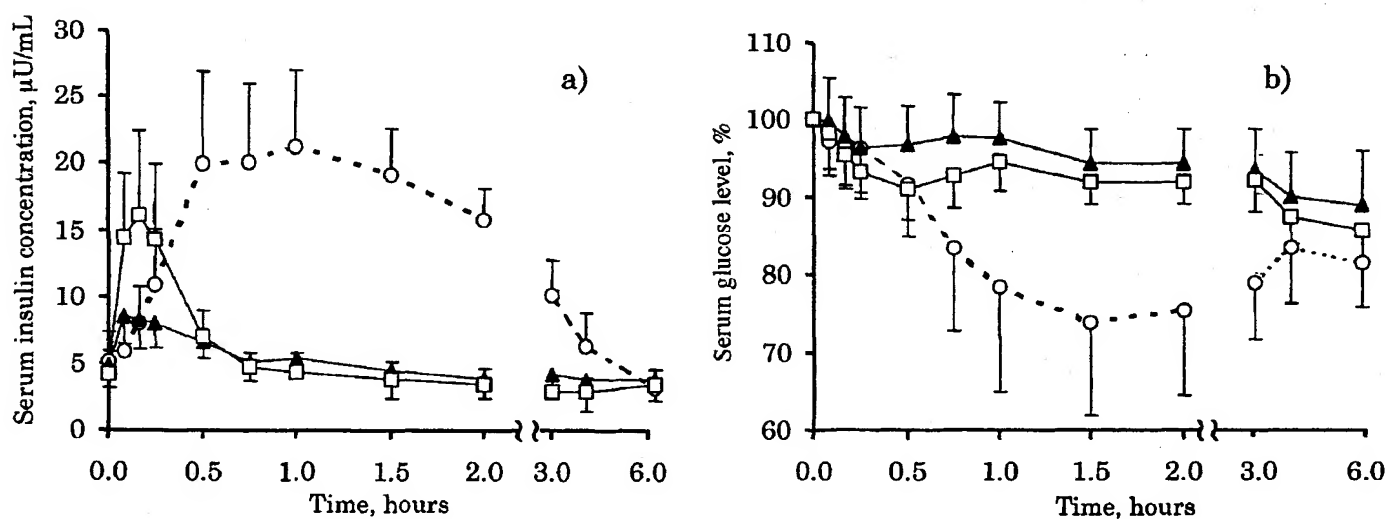 Serum insulin concentration, μU/mL
30
25
20
15
10
5
0
a)
0.0 0.5 1.0 1.5 2.0 3.0 6.0
Time, hours
Serum glucose level, %
110
100
90
80
70
60
b)
0.0 0.5 1.0 1.5 2.0 3.0 6.0
Time, hours